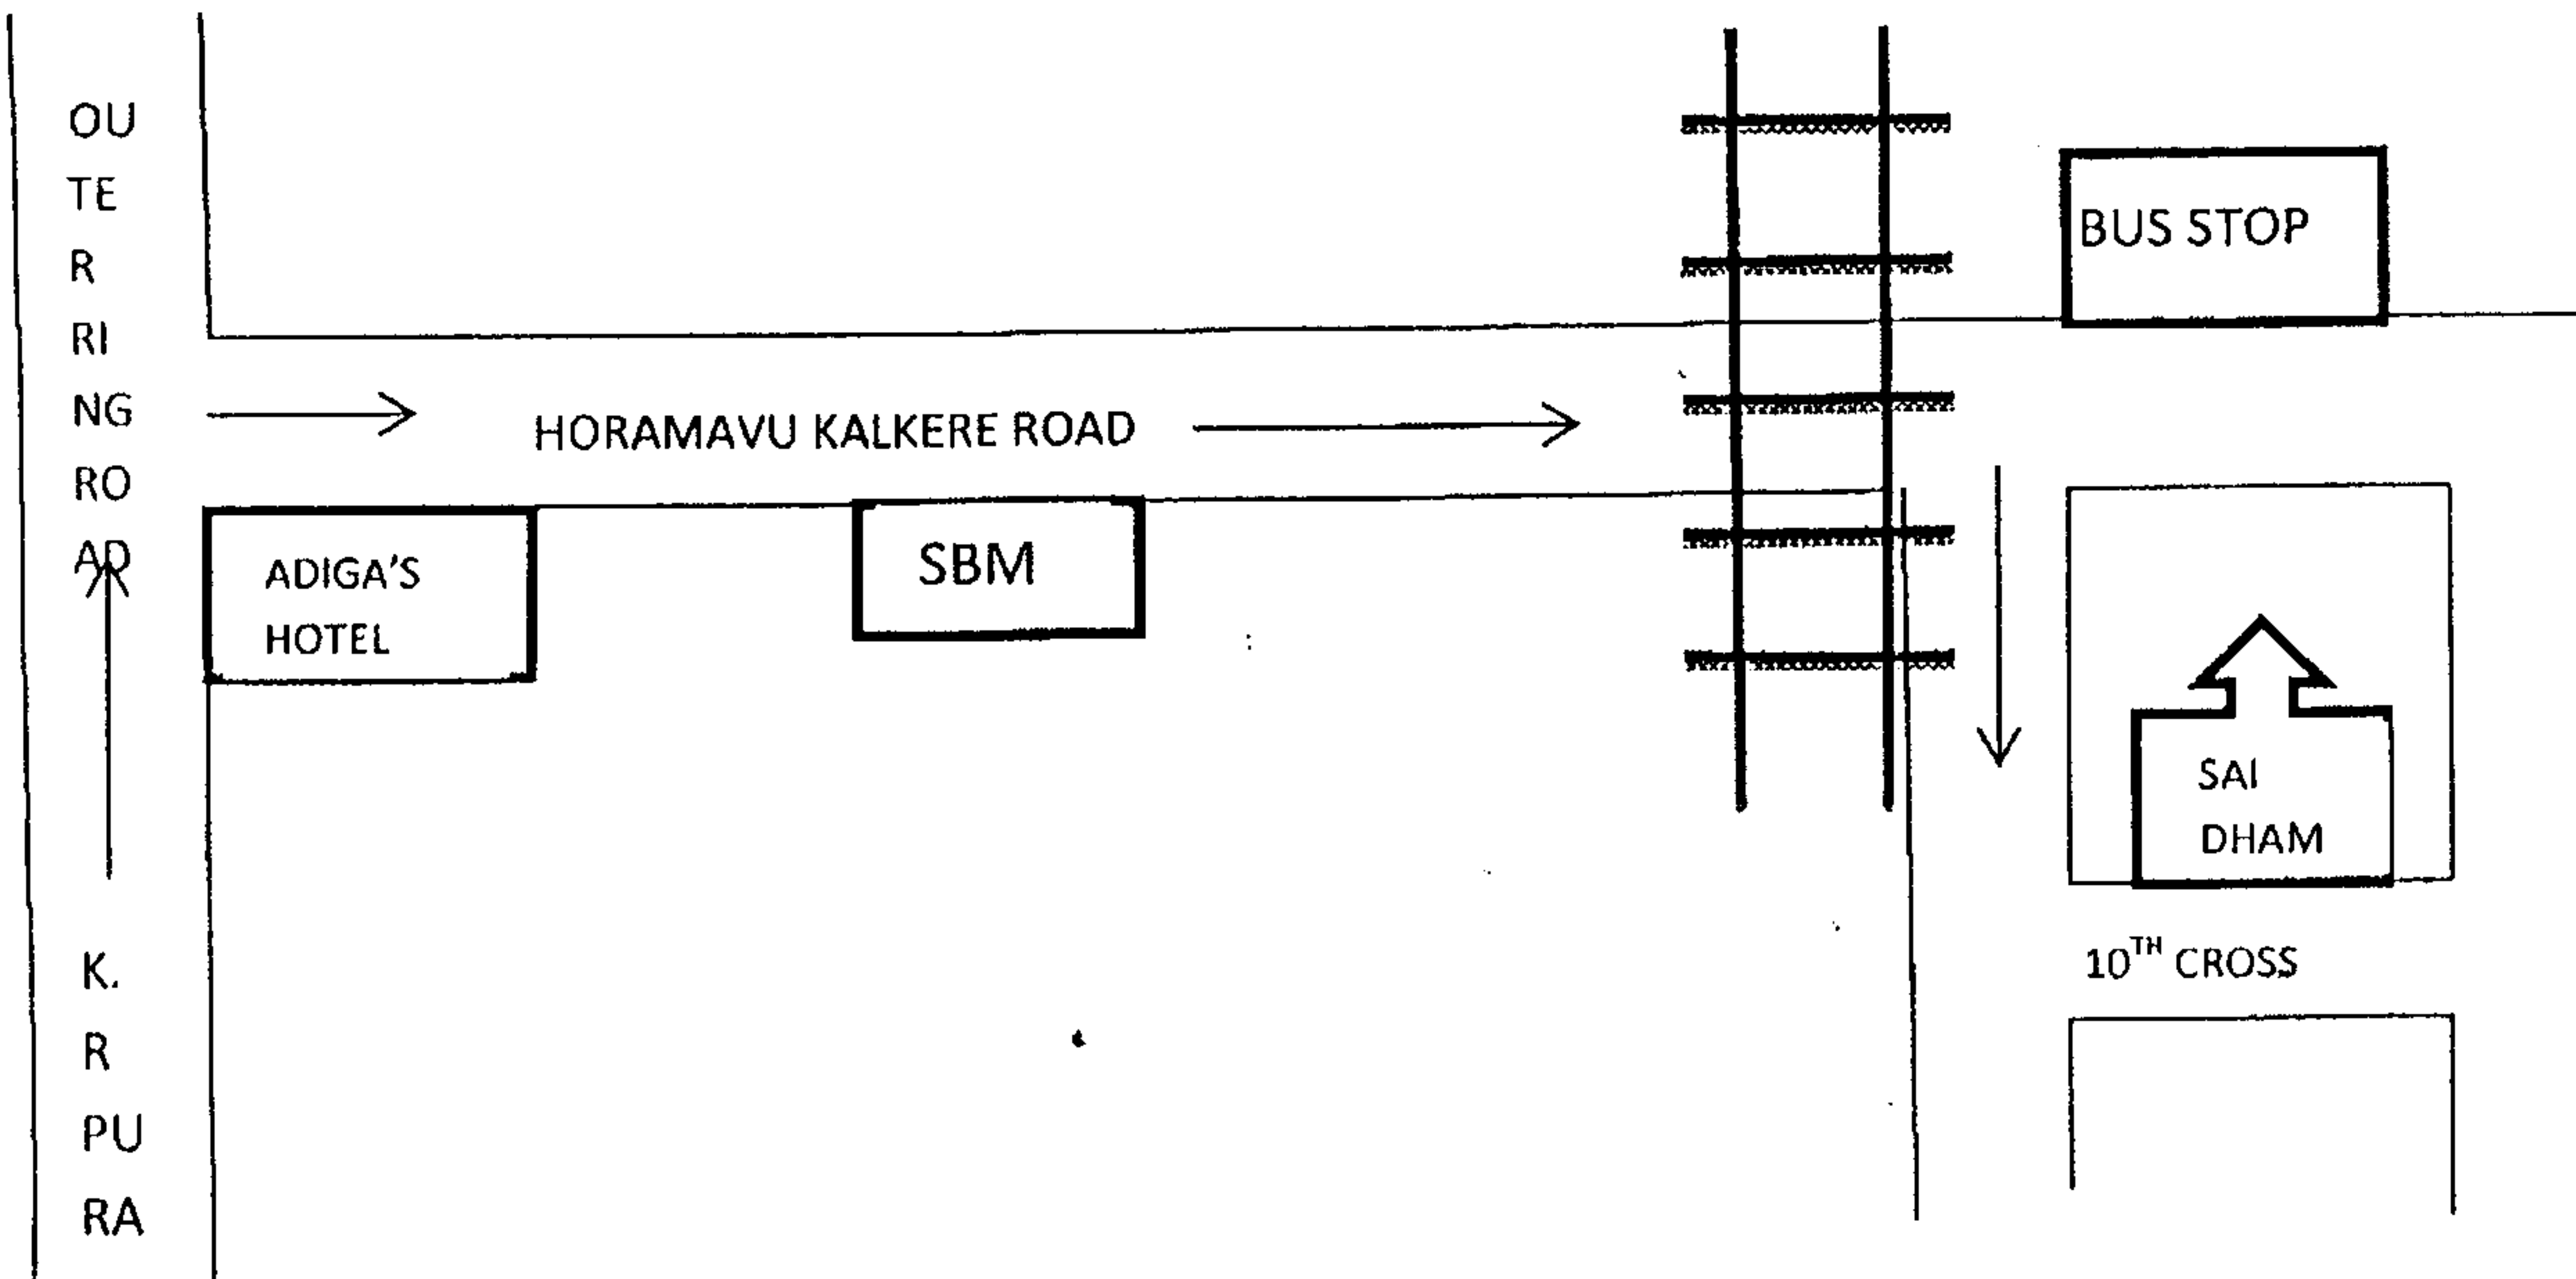 OU
TE
R
RI
NG
RO
AD
K.
R
PU
RA
HORAMAVU KALKERE ROAD
ADIGA'S
HOTEL
SBM
BUS STOP
SAI
DHAM
10TH CROSS